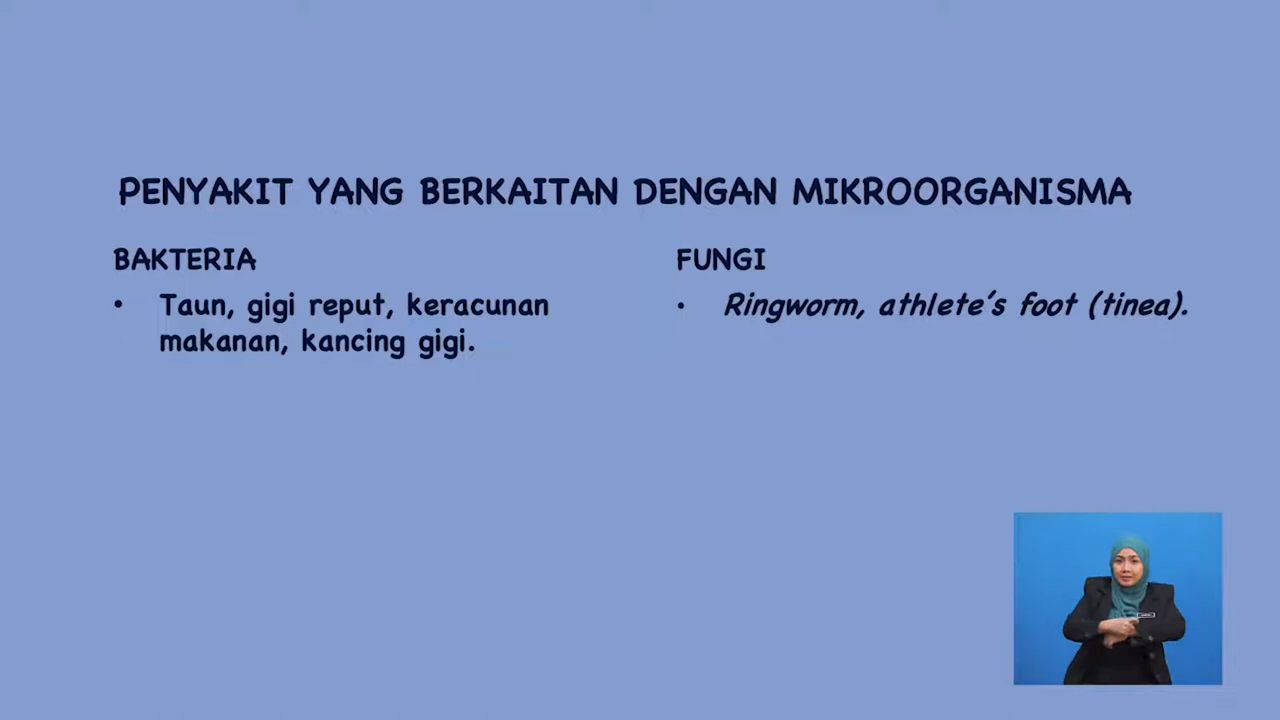 PENYAKIT YANG BERKAITAN DENGAN MIKROORGANISMA
BAKTERIA
• Taun, gigi reput, keracunan
makanan, kancing gigi.
FUNGI
• Ringworm, athlete's foot (tinea).